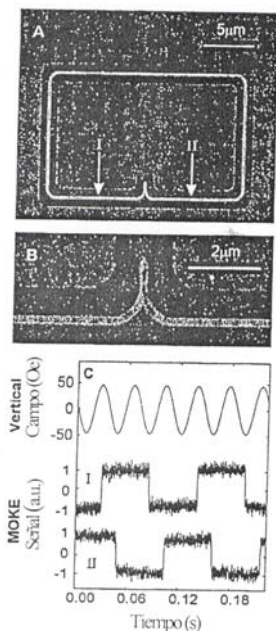 A
5µm
I
II
B
2µm
C
Vertical
Campo (Oe)
50
0
-50
MOKE
Señal (a.u.)
1
0
-1
I
1
0
-1
II
0.00
0.06
0.12
0.18
Tiempo (s)